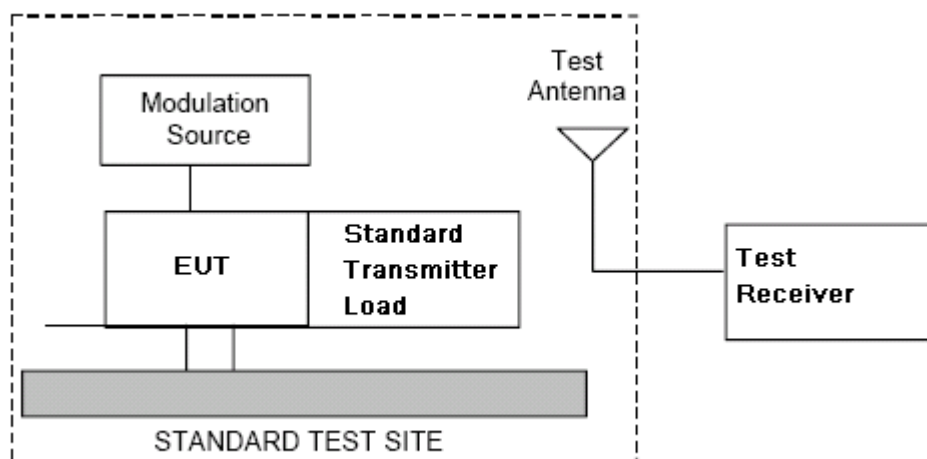 Modulation
Source
Test
Antenna
EUT
Standard
Transmitter
Load
Test
Receiver
STANDARD TEST SITE